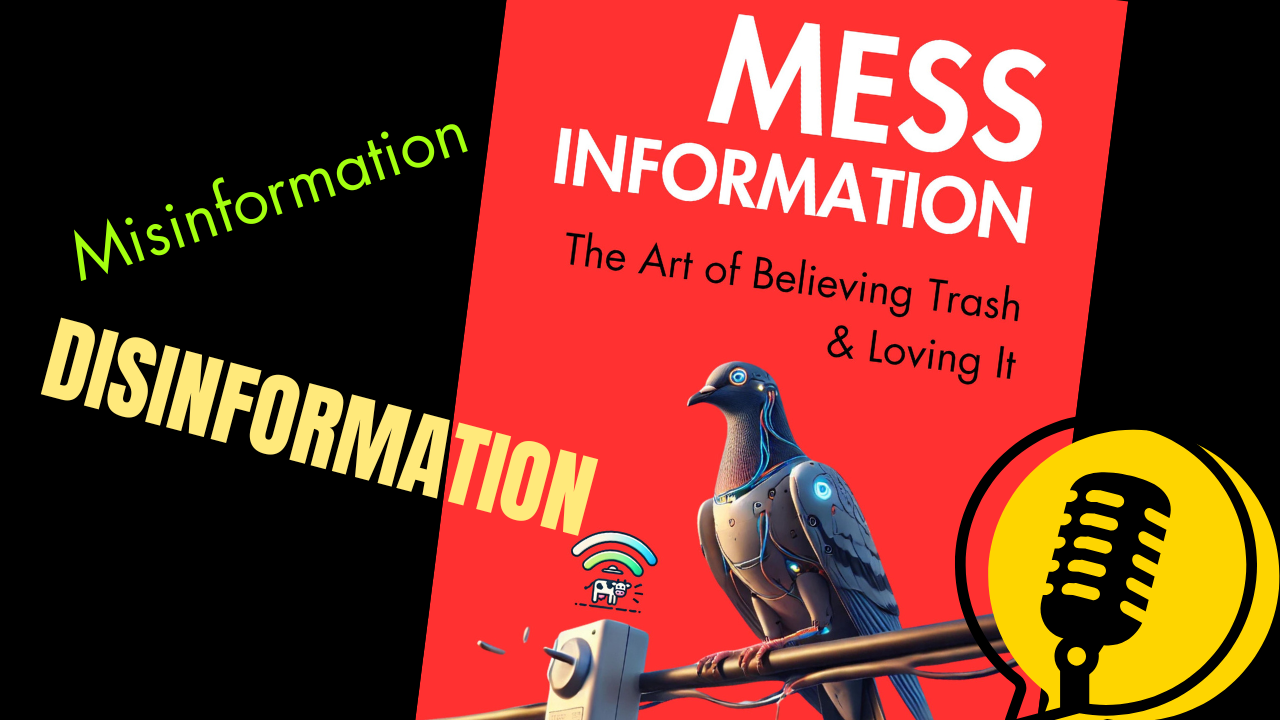 Misinformation
DISINFORMATION
MESS
INFORMATION
The Art of Believing Trash
& Loving It